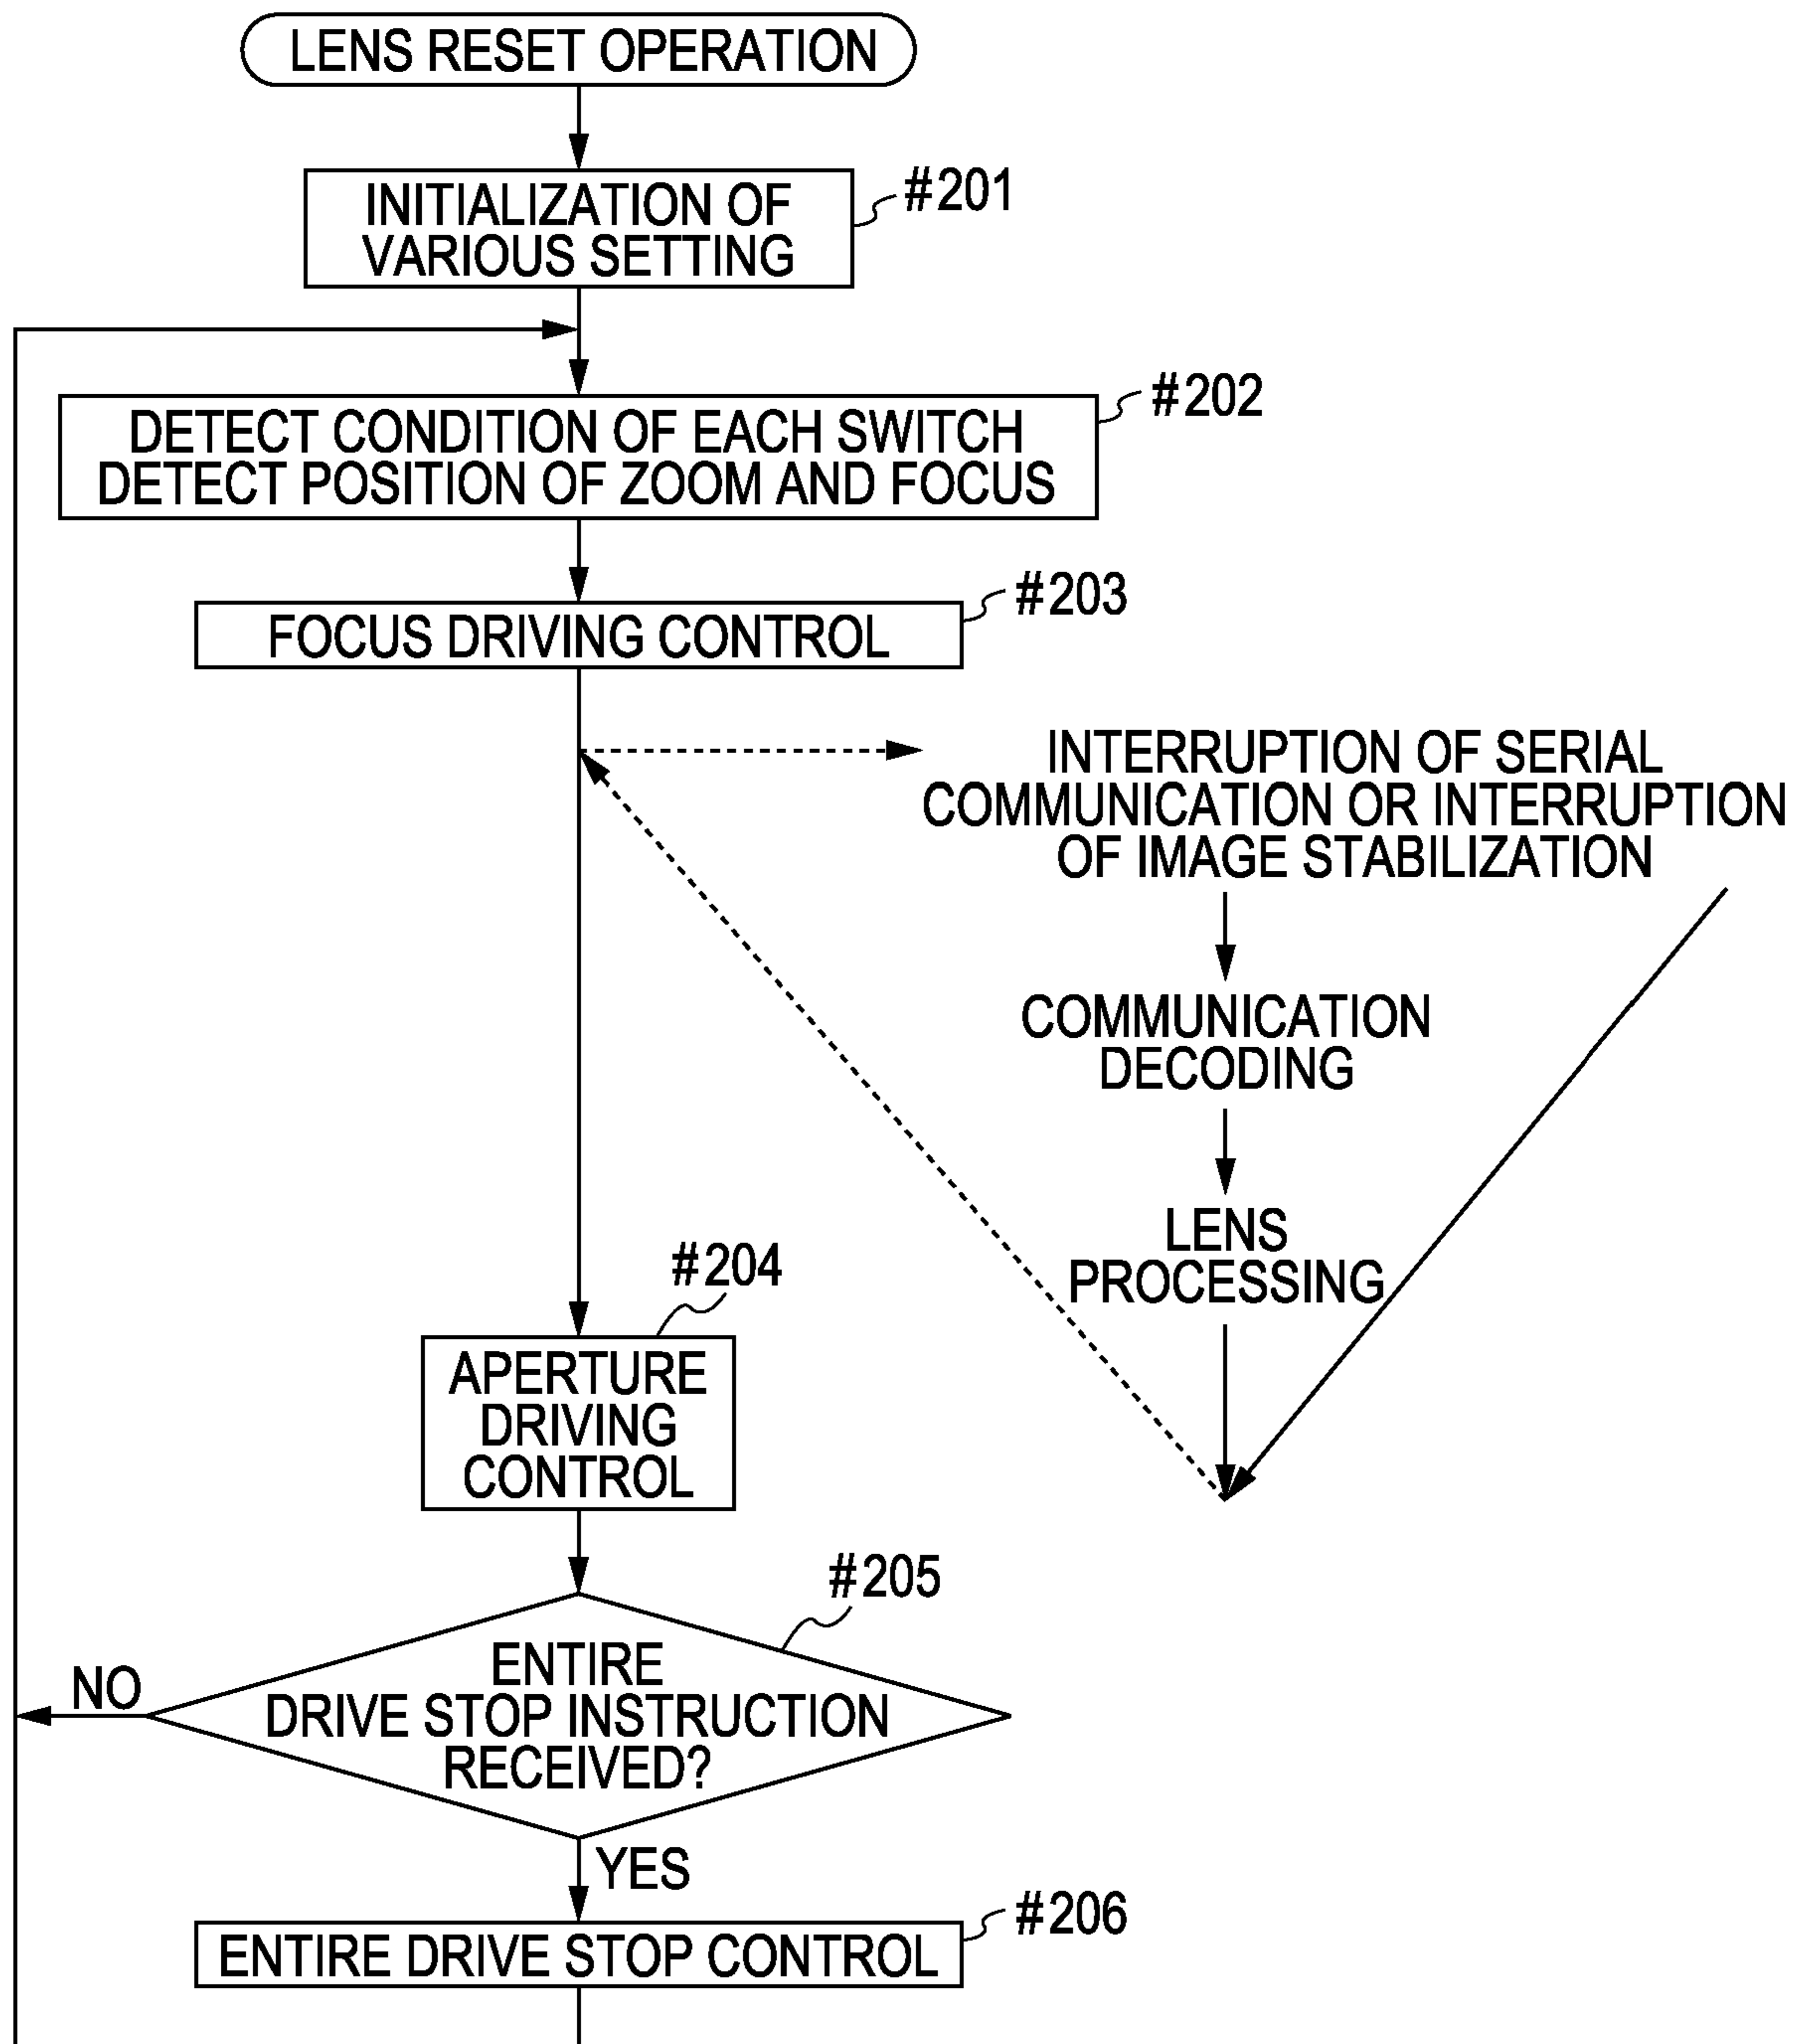 LENS RESET OPERATION
INITIALIZATION OF
VARIOUS SETTING
#201
DETECT CONDITION OF EACH SWITCH
DETECT POSITION OF ZOOM AND FOCUS
#202
FOCUS DRIVING CONTROL
#203
INTERRUPTION OF SERIAL
COMMUNICATION OR INTERRUPTION
OF IMAGE STABILIZATION
COMMUNICATION
DECODING
LENS
PROCESSING
#204
APERTURE
DRIVING
CONTROL
#205
ENTIRE
DRIVE STOP INSTRUCTION
RECEIVED?
NO
YES
#206
ENTIRE DRIVE STOP CONTROL